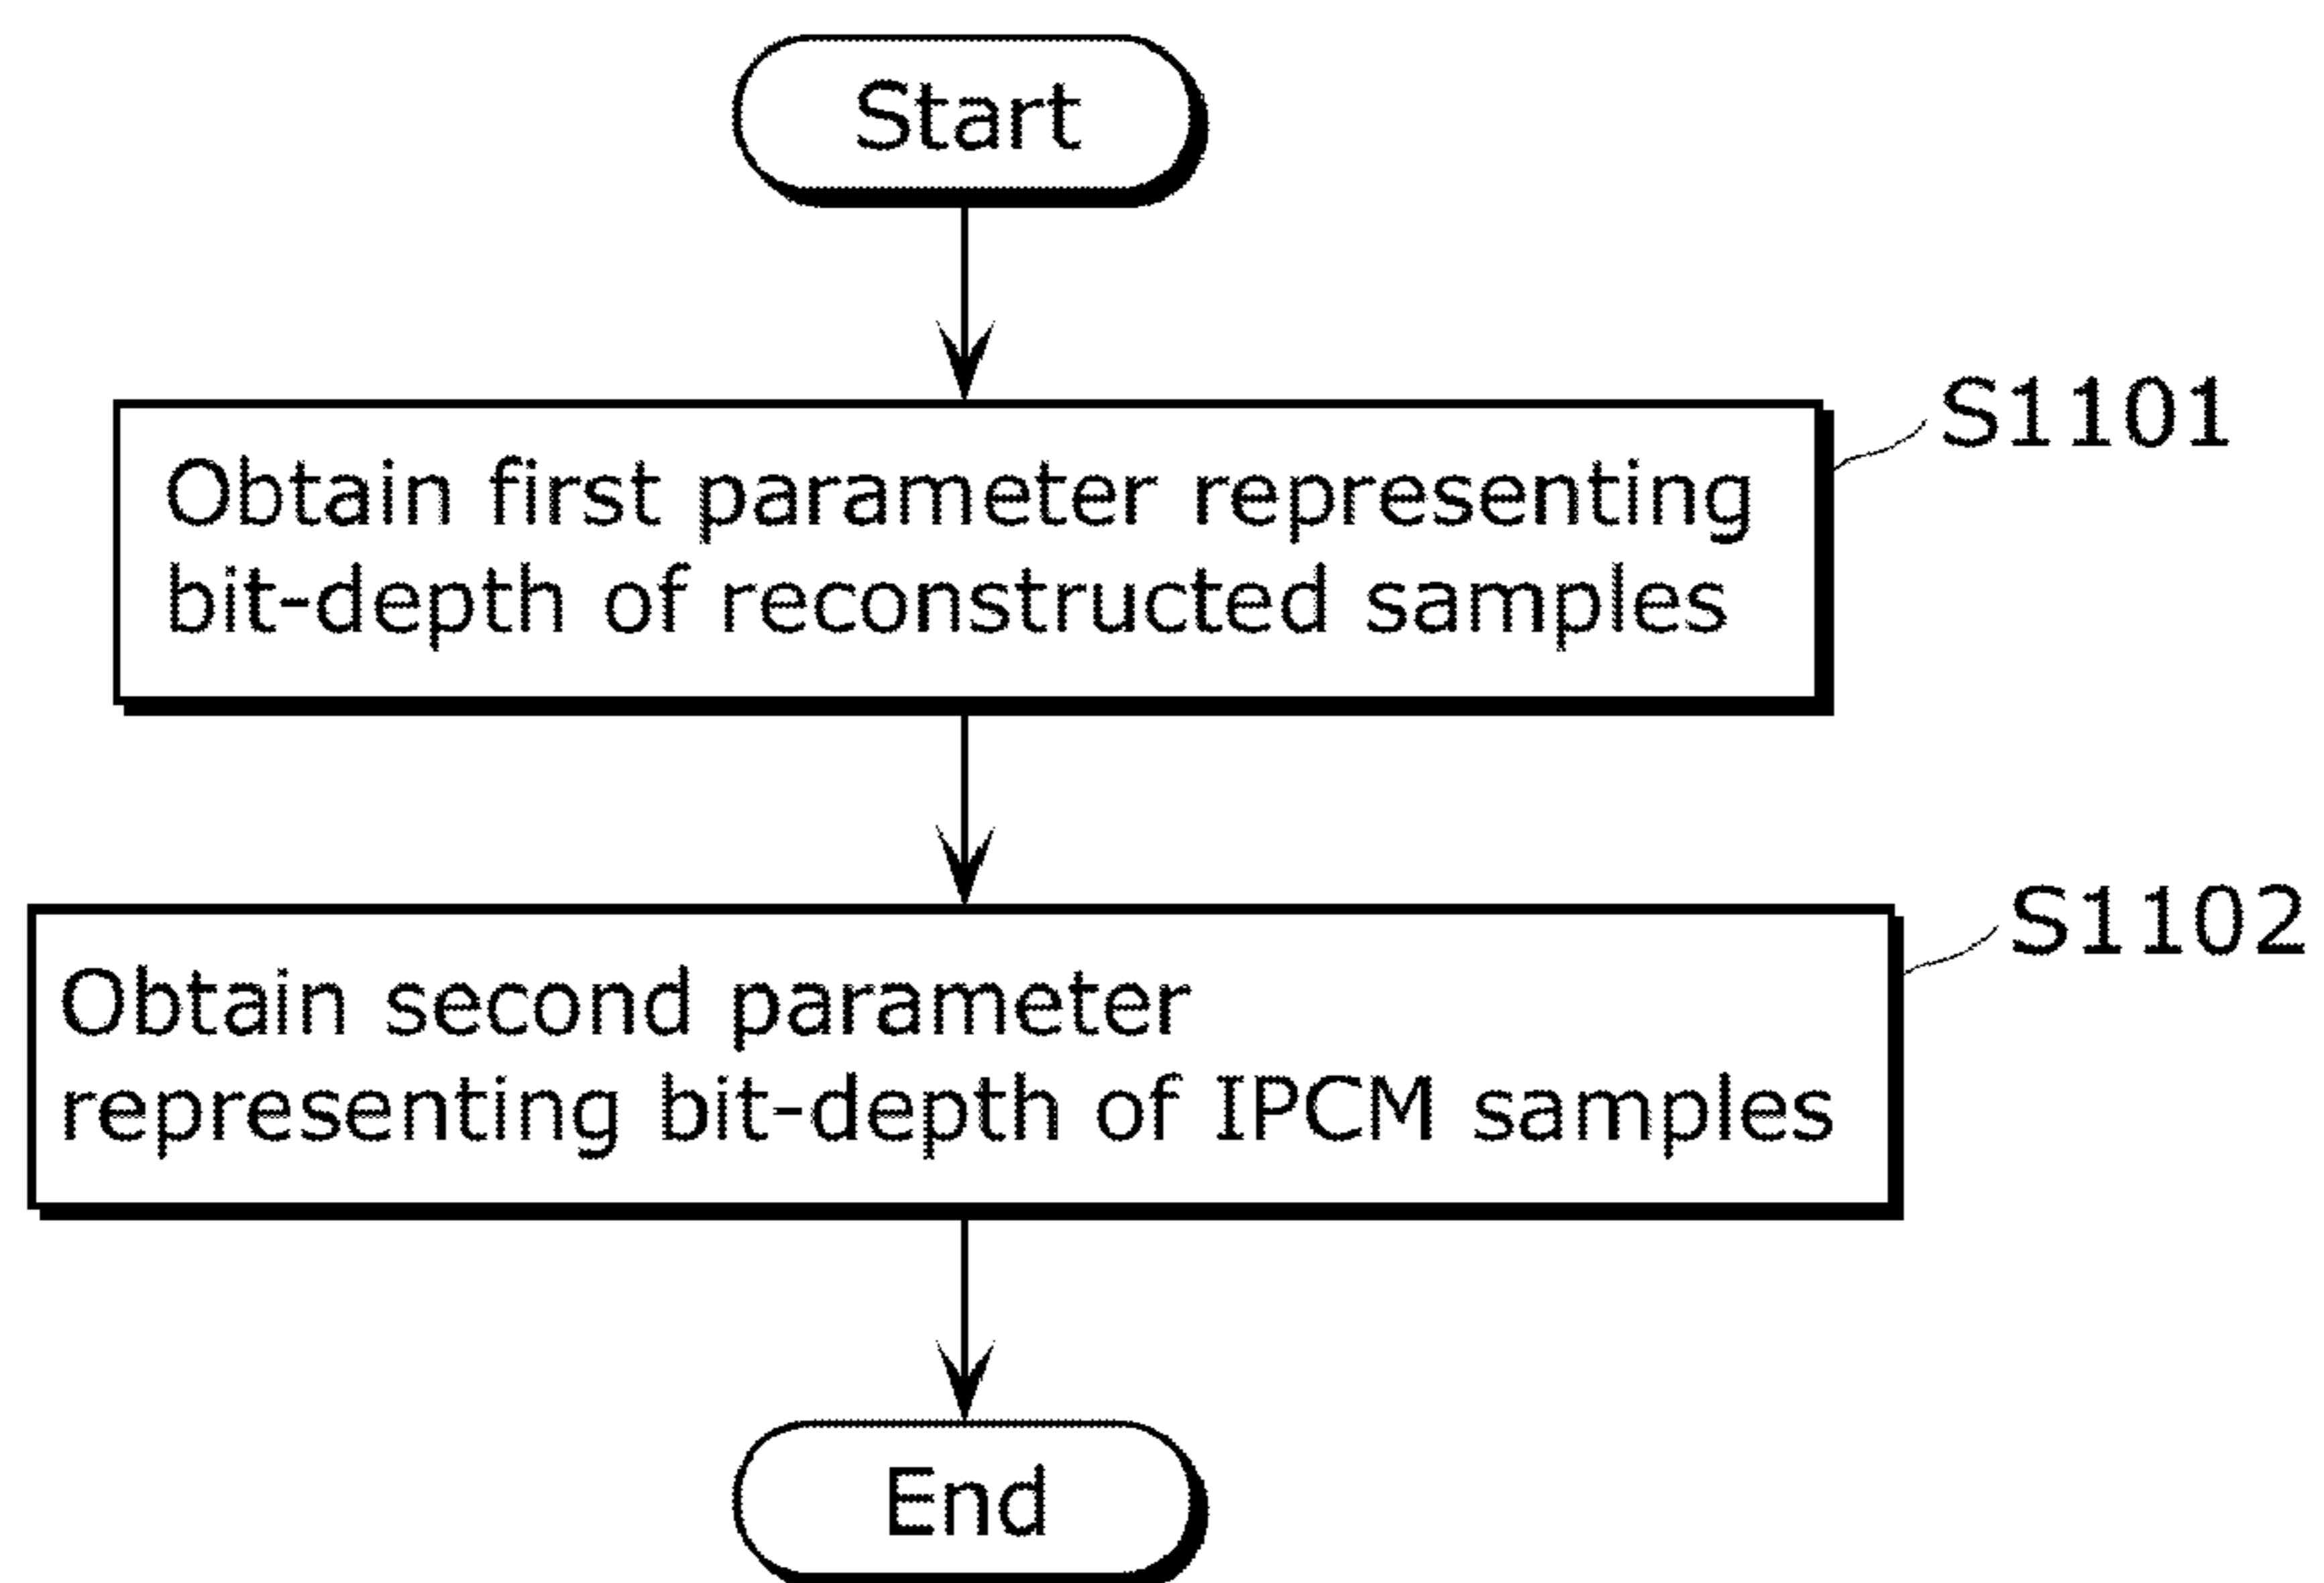 Start
S1101
Obtain first parameter representing
bit-depth of reconstructed samples
S1102
Obtain second parameter
representing bit-depth of IPCM samples
End